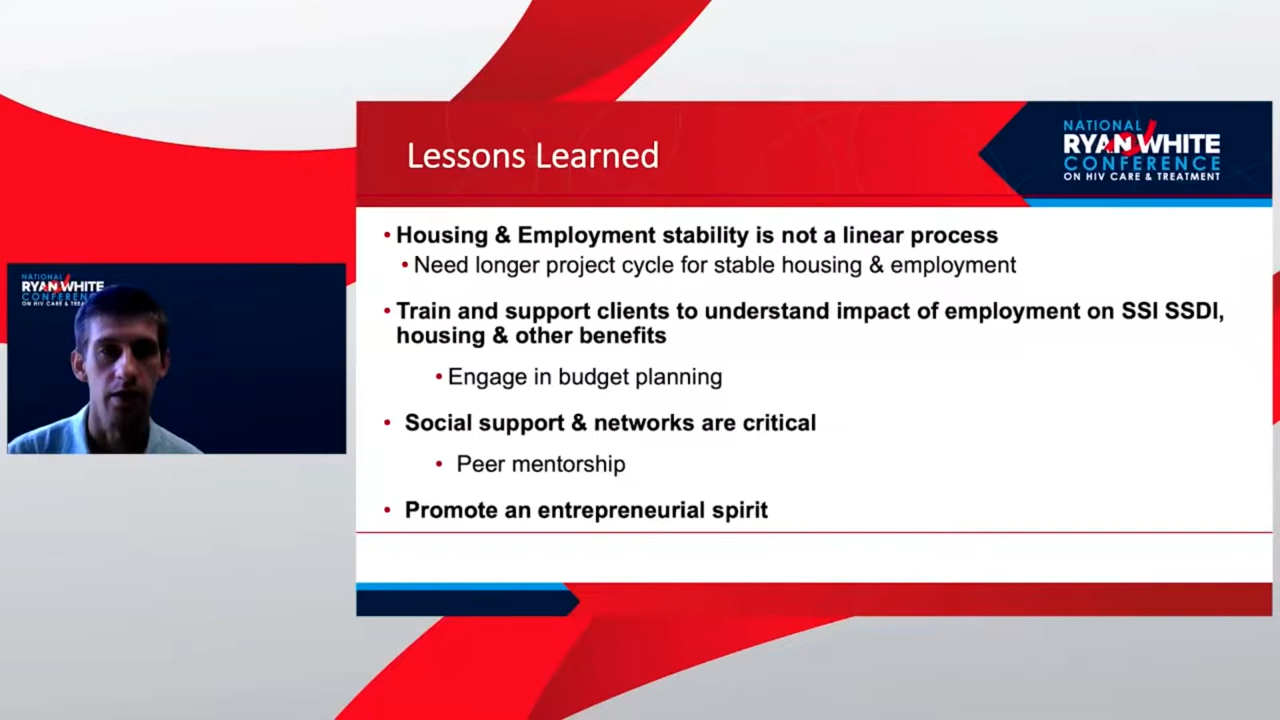 Lessons Learned
NATIONAL
RYAN WHITE
CONFERENCE
ON HIV CARE & TREATMENT
• Housing & Employment stability is not a linear process
• Need longer project cycle for stable housing & employment
• Train and support clients to understand impact of employment on SSI SSDI,
housing & other benefits
• Engage in budget planning
• Social support & networks are critical
• Peer mentorship
• Promote an entrepreneurial spirit
NATIONAL
RYAN WHITE
CONFERENCE
ON HIV CARE &